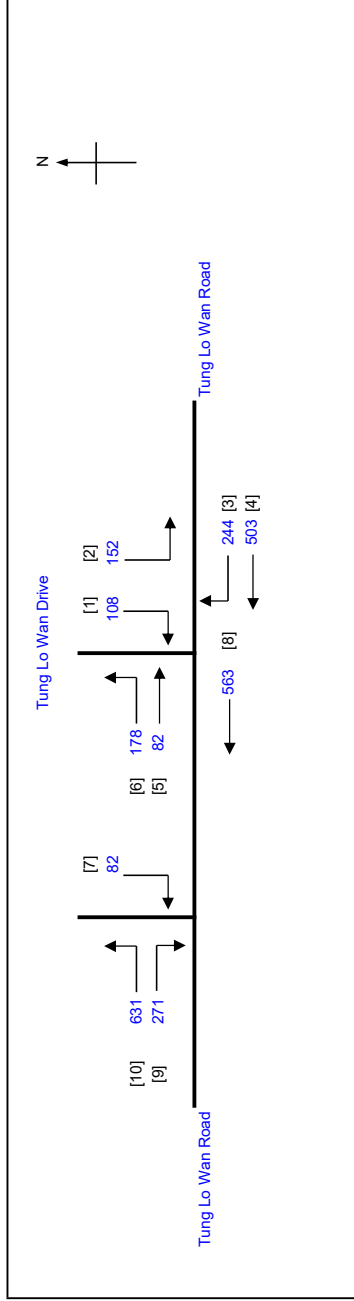 N
Tung Lo Wan Drive
[1] [2]
108 152
[7]
82
[10] 631
[9] 271
[6] 178
[5] 82
Tung Lo Wan Road
Tung Lo Wan Road
563 [8]
244 [3]
503 [4]